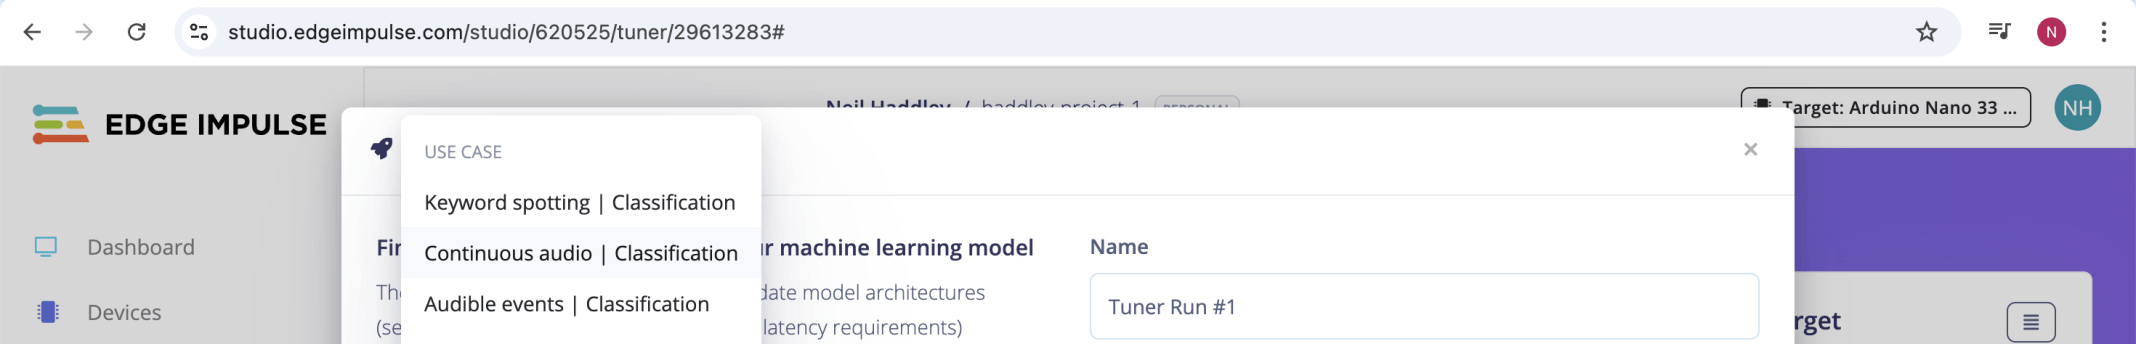 studio.edgeimpulse.com/studio/620525/tuner/29613283#
N
EDGE IMPULSE
Neil Haddley / haddley-project-1 PERSONAL
Target: Arduino Nano 33 ...
NH
USE CASE
Keyword spotting | Classification
Continuous audio | Classification
Audible events | Classification
Dashboard
Devices
machine learning model
date model architectures
(se
latency requirements)
Name
Tuner Run #1
rget